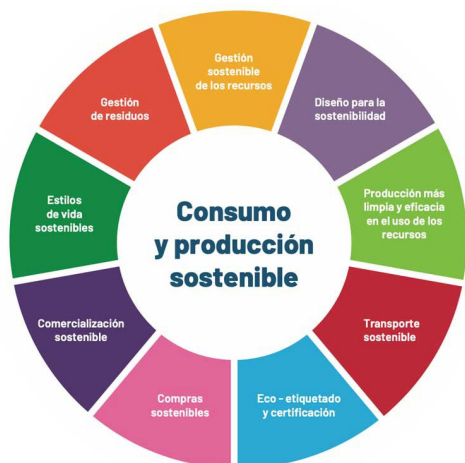 Consumo
y producción
sostenible
Gestión
sostenible
de los recursos
Diseño para la
sostenibilidad
Producción más
limpia y eficacia
en el uso de los
recursos
Transporte
sostenible
Eco - etiquetado
y certificación
Compras
sostenibles
Comercialización
sostenible
Estilos
de vida
sostenibles
Gestión
de residuos